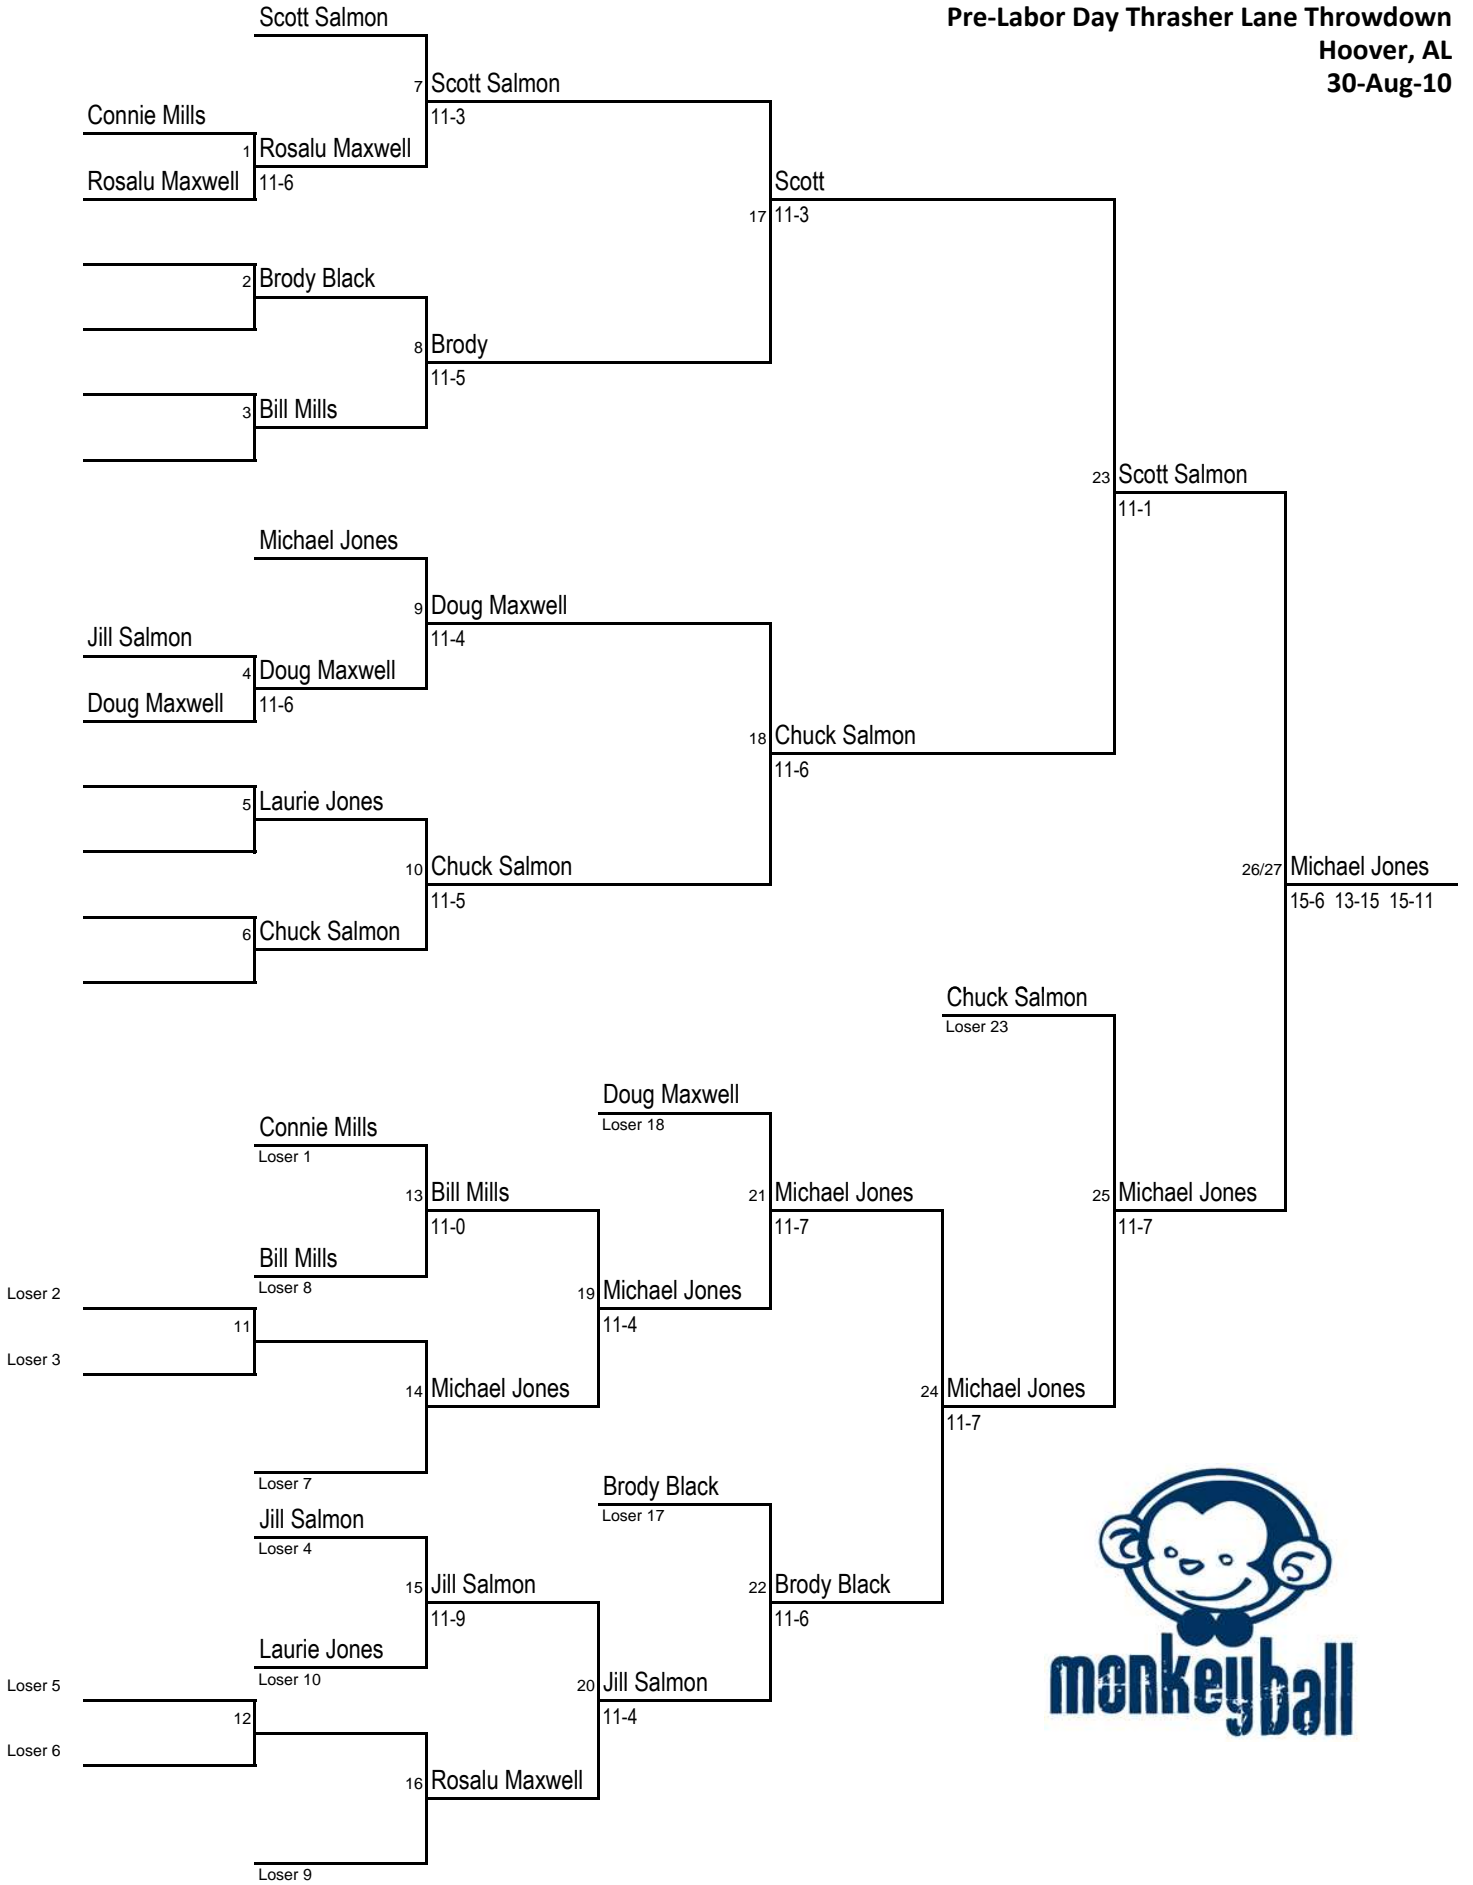 Scott Salmon
Pre-Labor Day Thrasher Lane Throwdown
Hoover, AL
30-Aug-10
7 Scott Salmon
11-3
Connie Mills
1 Rosalu Maxwell
Rosalu Maxwell
11-6
Scott
17 11-3
2 Brody Black
8 Brody
11-5
3 Bill Mills
23 Scott Salmon
11-1
Michael Jones
9 Doug Maxwell
11-4
Jill Salmon
4 Doug Maxwell
Doug Maxwell
11-6
18 Chuck Salmon
11-6
5 Laurie Jones
10 Chuck Salmon
11-5
26/27 Michael Jones
15-6 13-15 15-11
6 Chuck Salmon
Chuck Salmon
Loser 23
Doug Maxwell
Loser 18
Connie Mills
Loser 1
13 Bill Mills
11-0
21 Michael Jones
11-7
25 Michael Jones
11-7
Bill Mills
Loser 8
Loser 2
19 Michael Jones
11-4
11
Loser 3
14 Michael Jones
24 Michael Jones
11-7
Loser 7
Brody Black
Loser 17
Jill Salmon
Loser 4
15 Jill Salmon
11-9
22 Brody Black
11-6
Laurie Jones
Loser 10
Loser 5
20 Jill Salmon
11-4
12
Loser 6
16 Rosalu Maxwell
Loser 9
monkeyball